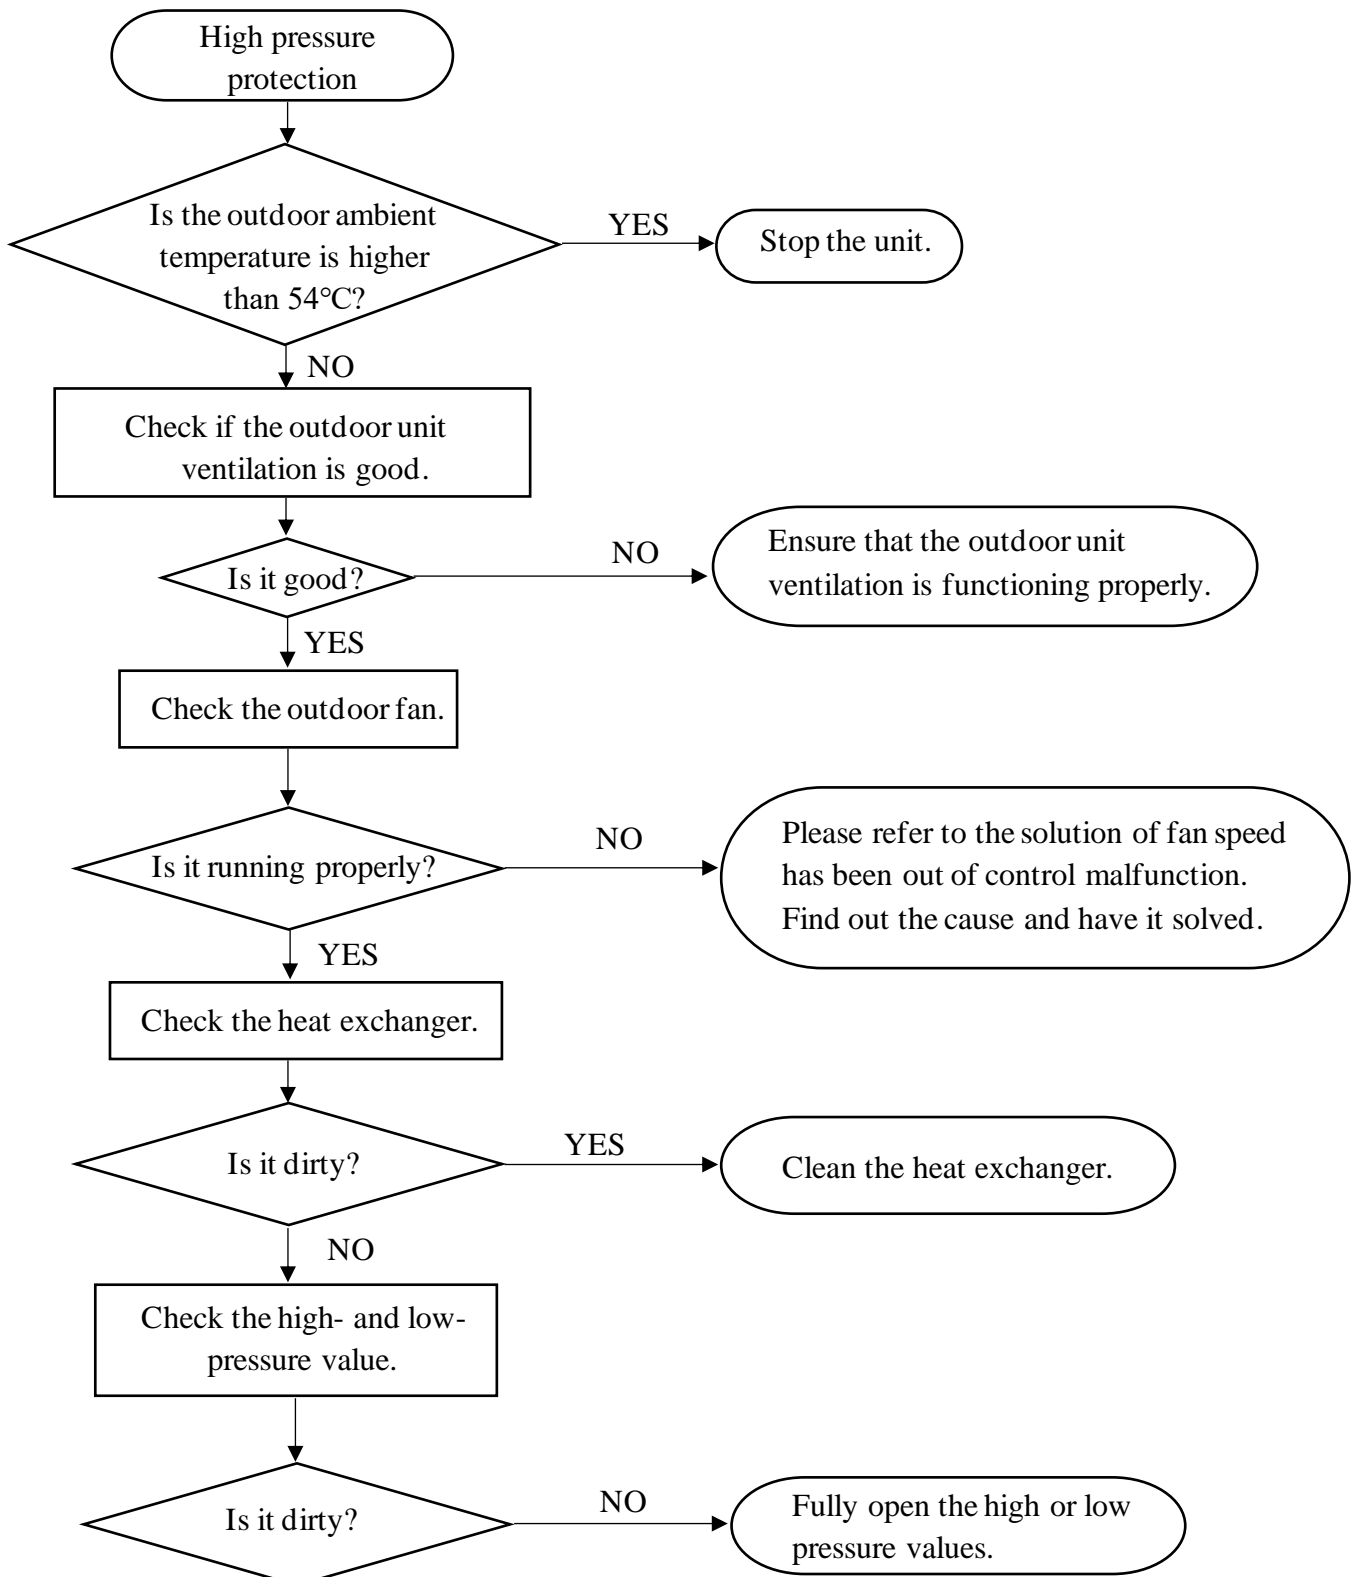 High pressure
protection
Is the outdoor ambient
temperature is higher
than 54℃?
YES
Stop the unit.
NO
Check if the outdoor unit
ventilation is good.
Is it good?
NO
Ensure that the outdoor unit
ventilation is functioning properly.
YES
Check the outdoor fan.
Is it running properly?
NO
Please refer to the solution of fan speed
has been out of control malfunction.
Find out the cause and have it solved.
YES
Check the heat exchanger.
Is it dirty?
YES
Clean the heat exchanger.
NO
Check the high- and low-
pressure value.
Is it dirty?
NO
Fully open the high or low
pressure values.